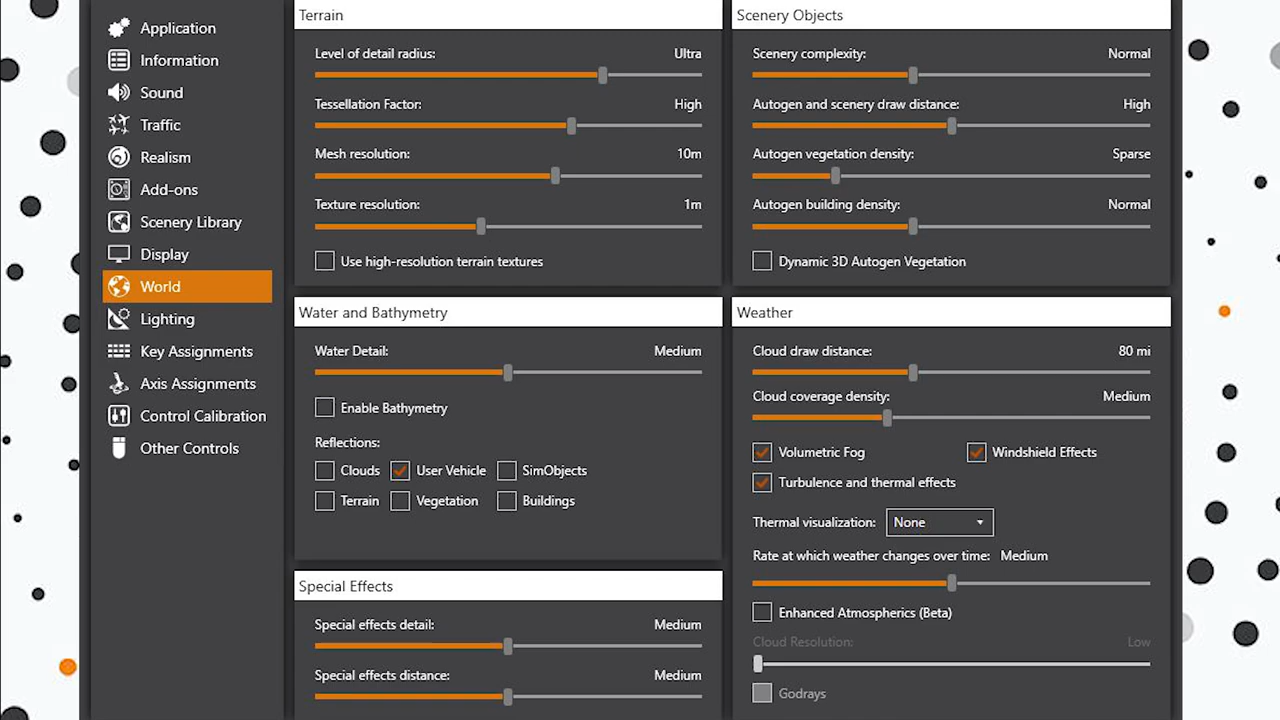 Application
Information
Sound
Traffic
Realism
Add-ons
Scenery Library
Display
World
Lighting
Key Assignments
Axis Assignments
Control Calibration
Other Controls
Terrain
Level of detail radius: Ultra
Tessellation Factor: High
Mesh resolution: 10m
Texture resolution: 1m
Use high-resolution terrain textures
Water and Bathymetry
Water Detail: Medium
Enable Bathymetry
Reflections:
Clouds User Vehicle SimObjects
Terrain Vegetation Buildings
Special Effects
Special effects detail: Medium
Special effects distance: Medium
Scenery Objects
Scenery complexity: Normal
Autogen and scenery draw distance: High
Autogen vegetation density: Sparse
Autogen building density: Normal
Dynamic 3D Autogen Vegetation
Weather
Cloud draw distance: 80 mi
Cloud coverage density: Medium
Volumetric Fog Windshield Effects
Turbulence and thermal effects
Thermal visualization: None
Rate at which weather changes over time: Medium
Enhanced Atmospherics (Beta)
Cloud Resolution: Low
Godrays